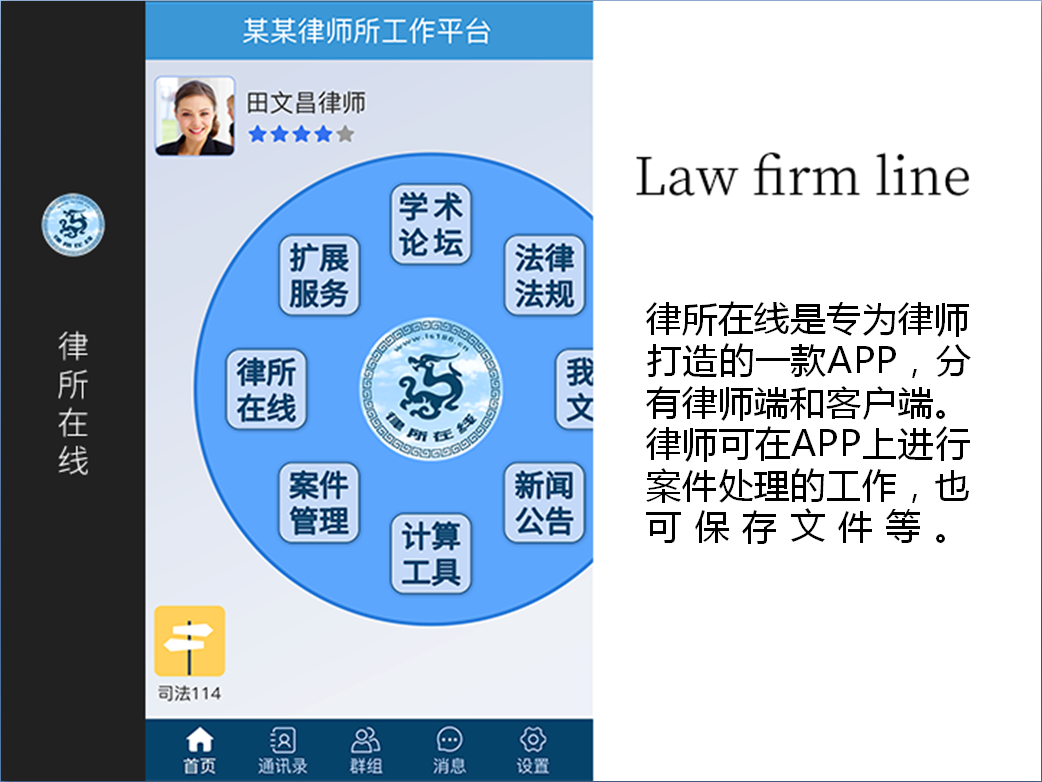 律所在线
律所在线
某某律师所工作平台
田文昌律师
学术
论坛
扩展
服务
法律
法规
律所
在线
www.ls186.cn
律所在线
我
文
案件
管理
新闻
公告
计算
工具
司法114
首页
通讯录
群组
消息
设置
Law firm line
律所在线是专为律师
打造的一款APP，分
有律师端和客户端。
律师可在APP上进行
案件处理的工作，也
可保存文件等。